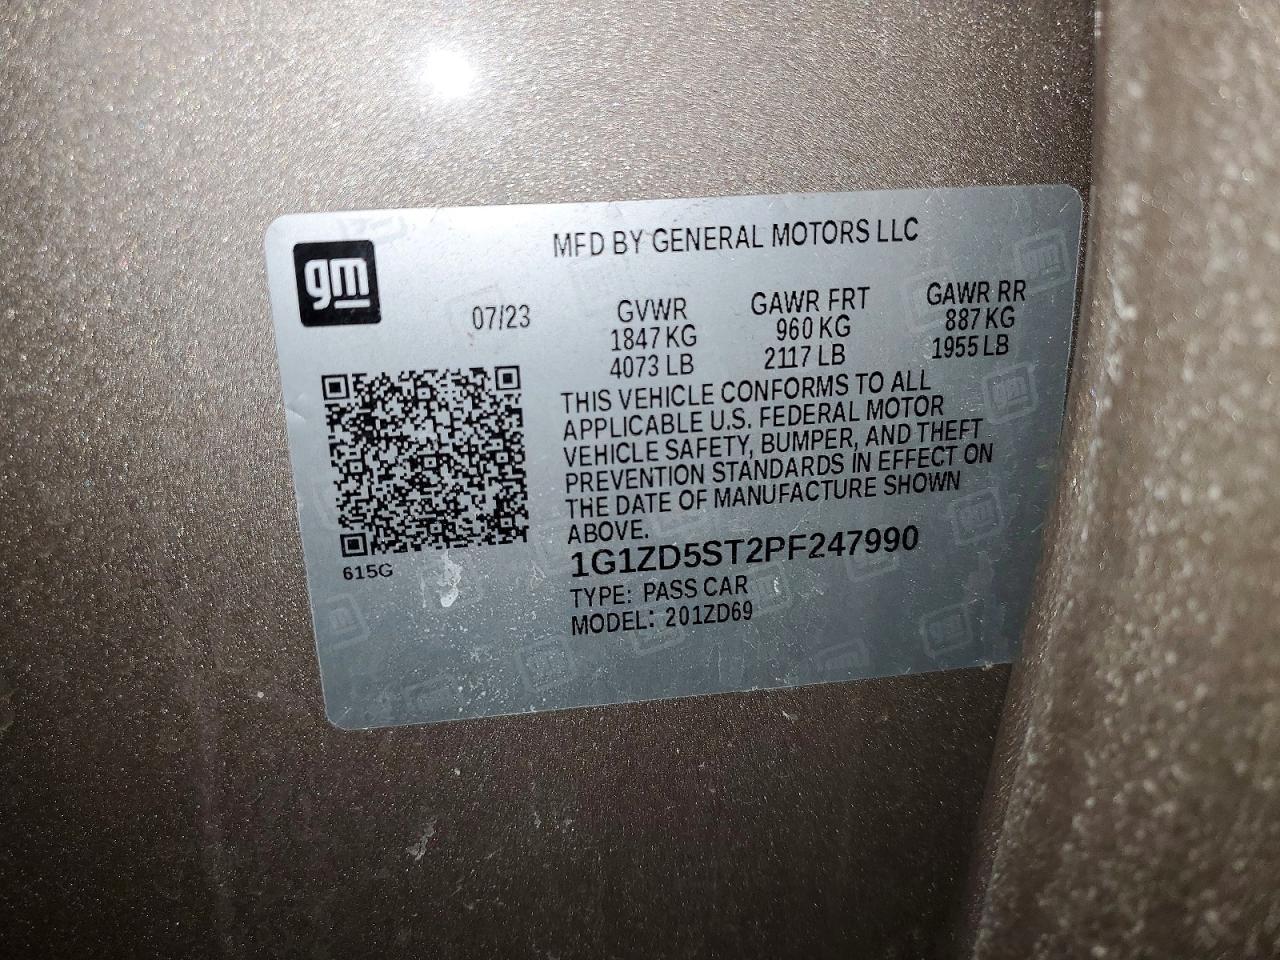 MFD BY GENERAL MOTORS LLC
gm
07/23
GVWR GAWR FRT GAWR RR
1847 KG 960 KG 887 KG
4073 LB 2117 LB 1955 LB
THIS VEHICLE CONFORMS TO ALL
APPLICABLE U.S. FEDERAL MOTOR
VEHICLE SAFETY, BUMPER, AND THEFT
PREVENTION STANDARDS IN EFFECT ON
THE DATE OF MANUFACTURE SHOWN
ABOVE.
1G1ZD5ST2PF247990
615G
TYPE: PASS CAR
MODEL: 201ZD69